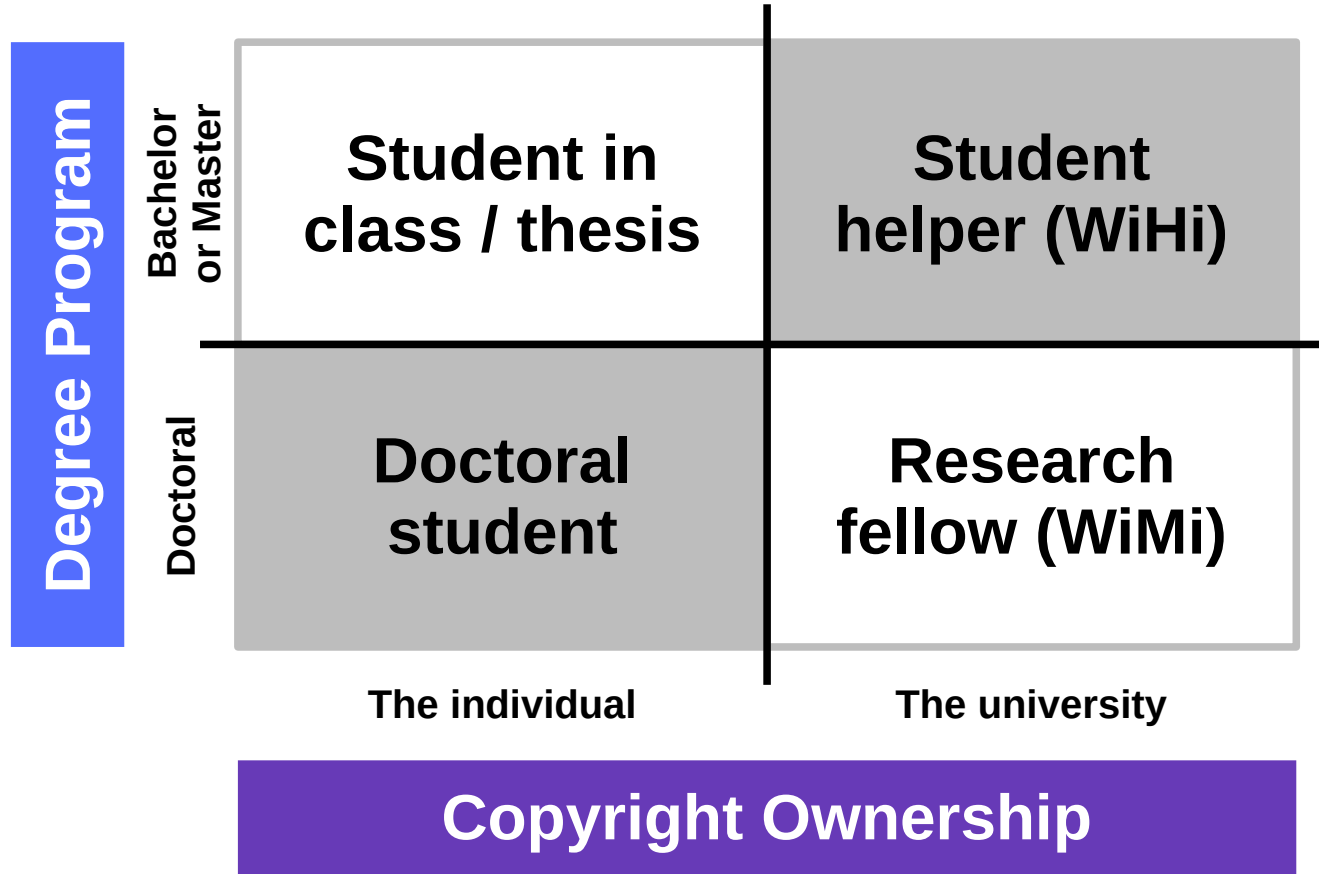 Degree Program
Bachelor
or Master
Student in
class / thesis
Student
helper (WiHi)
Doctoral
Doctoral
student
Research
fellow (WiMi)
The individual
The university
Copyright Ownership